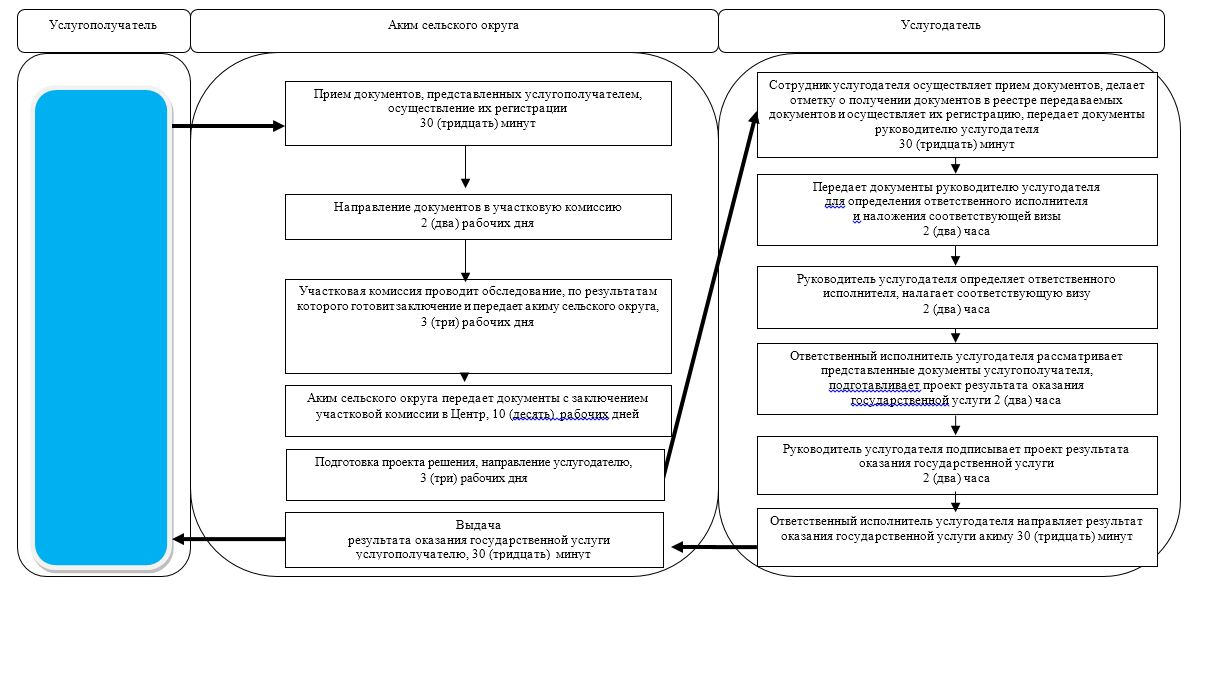 Услугополучатель
Аким сельского округа
Услугодатель
Прием документов, представленных услугополучателем,
осуществление их регистрации
30 (тридцать) минут
Направление документов в участковую комиссию
2 (два) рабочих дня
Участковая комиссия проводит обследование, по результатам
которого готовит заключение и передает акиму сельского округа,
3 (три) рабочих дня
Аким сельского округа передает документы с заключением
участковой комиссии в Центр, 10 (десять) рабочих дней
Подготовка проекта решения, направление услугодателю,
3 (три) рабочих дня
Выдача
результата оказания государственной услуги
услугополучателю, 30 (тридцать) минут
Сотрудник услугодателя осуществляет прием документов, делает
отметку о получении документов в реестре передаваемых
документов и осуществляет их регистрацию, передает документы
руководителю услугодателя
30 (тридцать) минут
Передает документы руководителю услугодателя
для определения ответственного исполнителя
и наложения соответствующей визы
2 (два) часа
Руководитель услугодателя определяет ответственного
исполнителя, налагает соответствующую визу
2 (два) часа
Ответственный исполнитель услугодателя рассматривает
представленные документы услугополучателя,
подготавливает проект результата оказания
государственной услуги 2 (два) часа
Руководитель услугодателя подписывает проект результата
оказания государственной услуги
2 (два) часа
Ответственный исполнитель услугодателя направляет результат
оказания государственной услуги акиму 30 (тридцать) минут